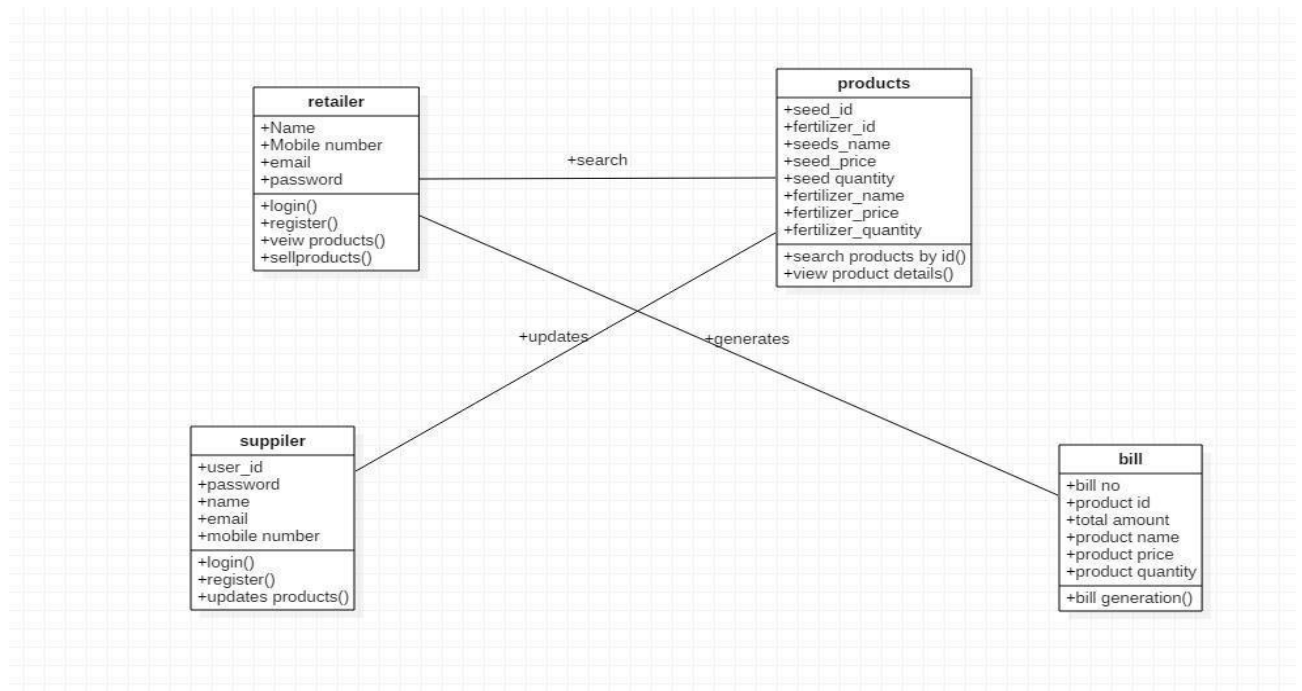 retailer
+Name
+Mobile number
+email
+password
+login()
+register()
+veiw products()
+sellproducts()
+search
products
+seed_id
+fertilizer_id
+seeds_name
+seed_price
+seed quantity
+fertilizer_name
+fertilizer_price
+fertilizer_quantity
+search products by id()
+view product details()
+updates
+generates
suppiler
+user_id
+password
+name
+email
+mobile number
+login()
+register()
+updates products()
bill
+bill no
+product id
+total amount
+product name
+product price
+product quantity
+bill generation()